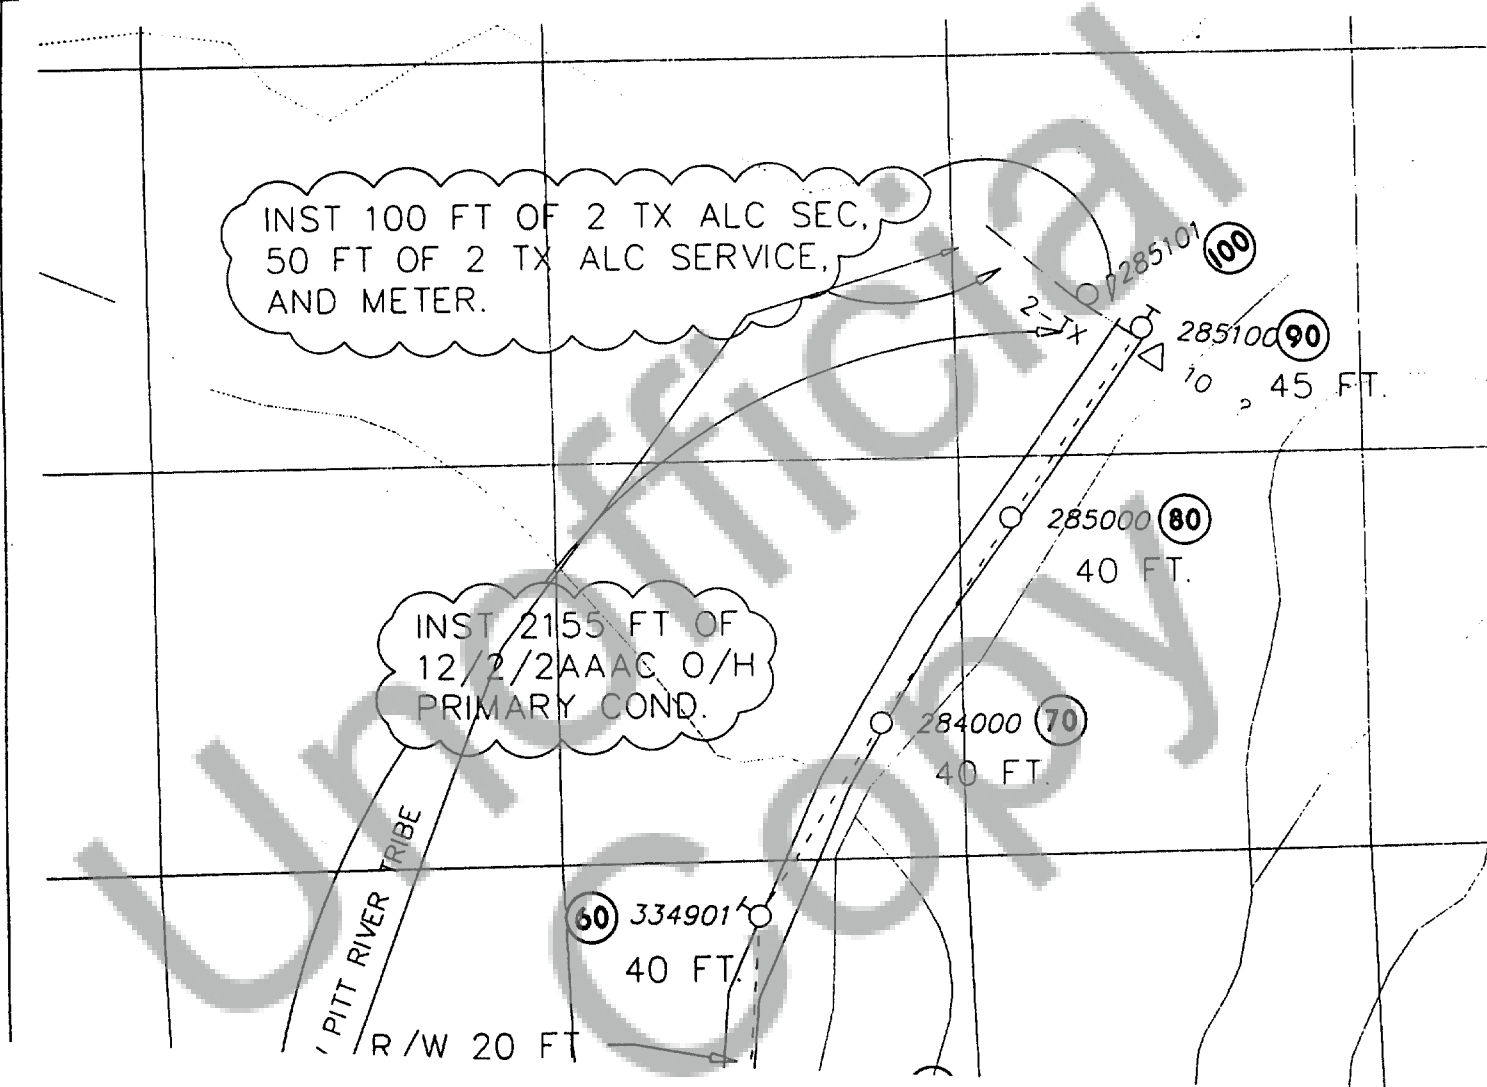 INST 100 FT OF 2 TX ALC SEC,
50 FT OF 2 TX ALC SERVICE,
AND METER.
285101 100
2-TX
285100 90
10
45 FT.
285000 80
40 FT.
INST 2155 FT OF
12/2/2AAAC O/H
PRIMARY COND.
284000 70
40 FT.
60 334901
40 FT.
PITT RIVER TRIBE
R/W 20 FT
Unofficial
Copy